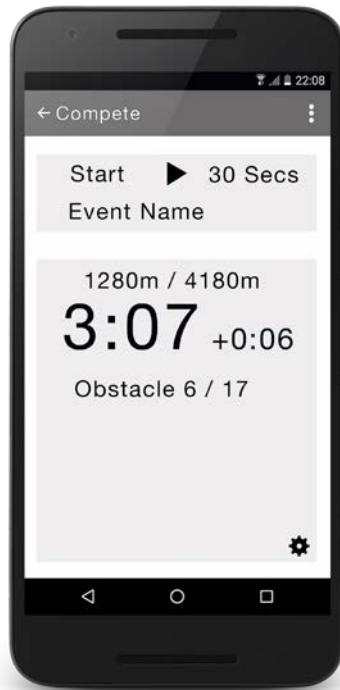 22:08
Compete
Start 30 Secs
Event Name
1280m / 4180m
3:07 +0:06
Obstacle 6 / 17